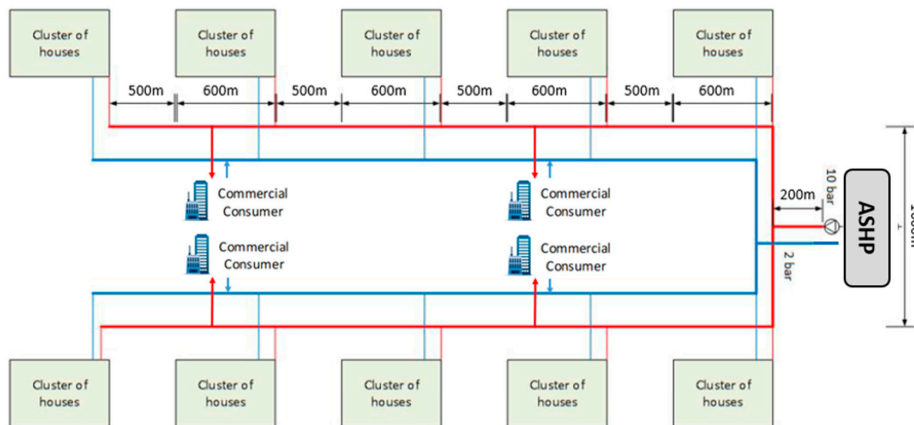 Cluster of
houses
Cluster of
houses
Cluster of
houses
Cluster of
houses
Cluster of
houses
500m
600m
500m
600m
500m
600m
500m
600m
Commercial
Consumer
Commercial
Consumer
Commercial
Consumer
Commercial
Consumer
200m
10 bar
2 bar
ASHP
Cluster of
houses
Cluster of
houses
Cluster of
houses
Cluster of
houses
Cluster of
houses